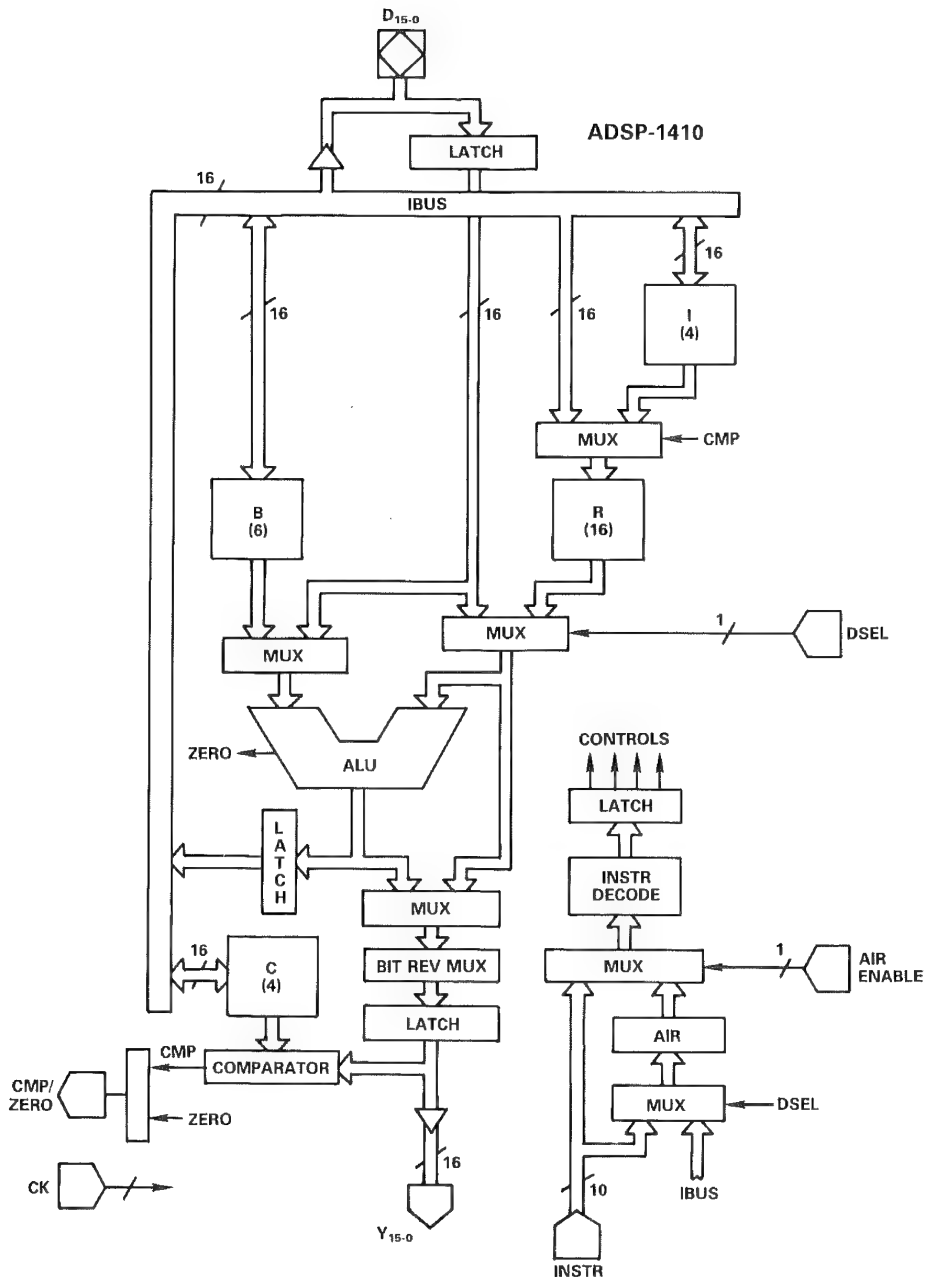 D15-0
ADSP-1410
LATCH
16
IBUS
16
16
16
16
I
(4)
MUX
CMP
B
(6)
R
(16)
MUX
1
DSEL
MUX
ZERO
ALU
CONTROLS
LATCH
LATCH
INSTR
DECODE
MUX
16
C
(4)
BIT REV MUX
MUX
1
AIR
ENABLE
LATCH
AIR
CMP
COMPARATOR
CMP/
ZERO
ZERO
MUX
DSEL
CK
16
10
IBUS
Y15-0
INSTR